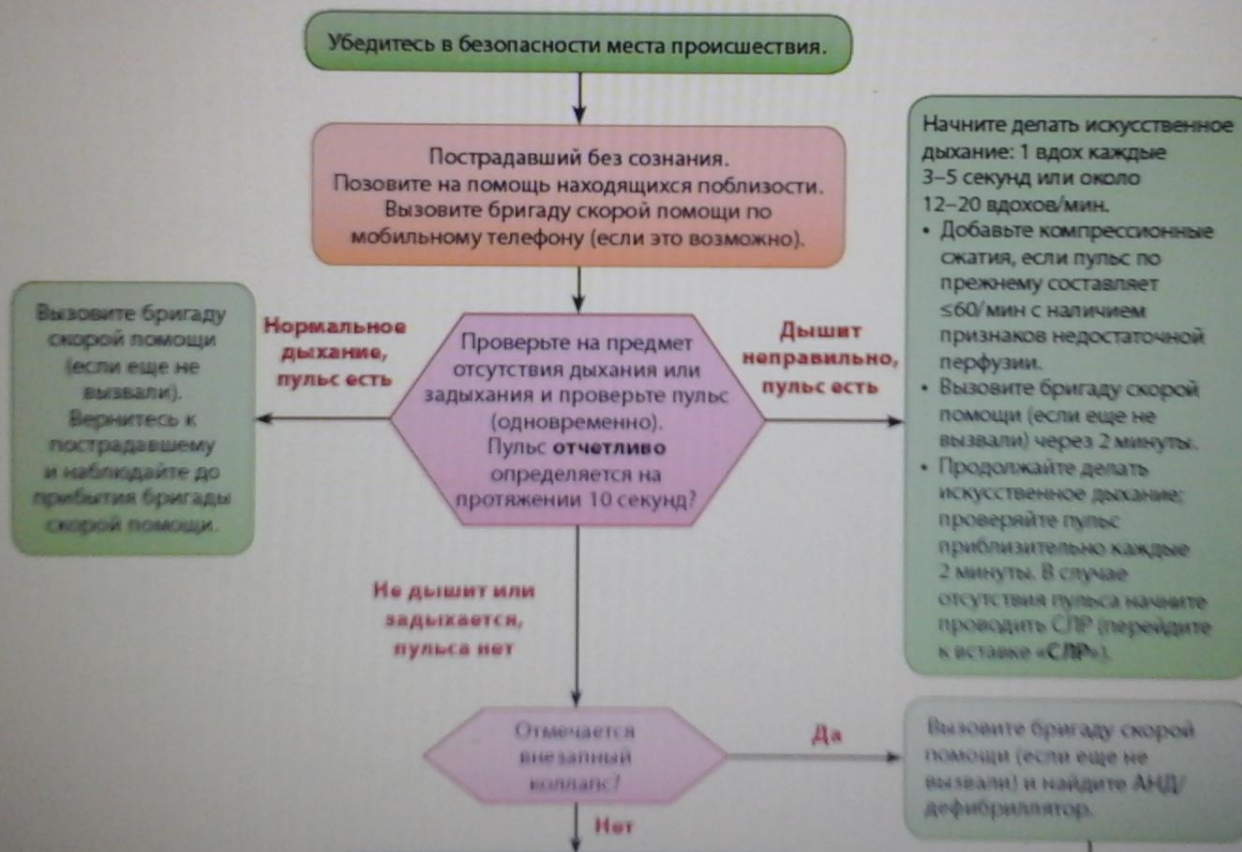 Убедитесь в безопасности места происшествия.
Пострадавший без сознания.
Позовите на помощь находящихся поблизости.
Вызовите бригаду скорой помощи по
мобильному телефону (если это возможно).
Вызовите бригаду
скорой помощи
(если еще не
вызвали).
Вернитесь к
пострадавшему
и наблюдайте до
прибытия бригады
скорой помощи.
Нормальное
дыхание,
пульс есть
Проверьте на предмет
отсутствия дыхания или
задыхания и проверьте пульс
(одновременно).
Пульс отчетливо
определяется на
протяжении 10 секунд?
Дышит
неправильно,
пульс есть
Начните делать искусственное
дыхание: 1 вдох каждые
3–5 секунд или около
12–20 вдохов/мин.
• Добавьте компрессионные
сжатия, если пульс по
прежнему составляет
≤60/мин с наличием
признаков недостаточной
перфузии.
• Вызовите бригаду скорой
помощи (если еще не
вызвали) через 2 минуты.
• Продолжайте делать
искусственное дыхание;
проверяйте пульс
приблизительно каждые
2 минуты. В случае
отсутствия пульса начните
проводить СЛР (перейдите
к вставке «СЛР»).
Не дышит или
задыхается,
пульса нет
Отмечается
внезапный
коллапс?
Да
Вызовите бригаду скорой
помощи (если еще не
вызвали) и найдите АНД/
дефибриллятор.
Нет